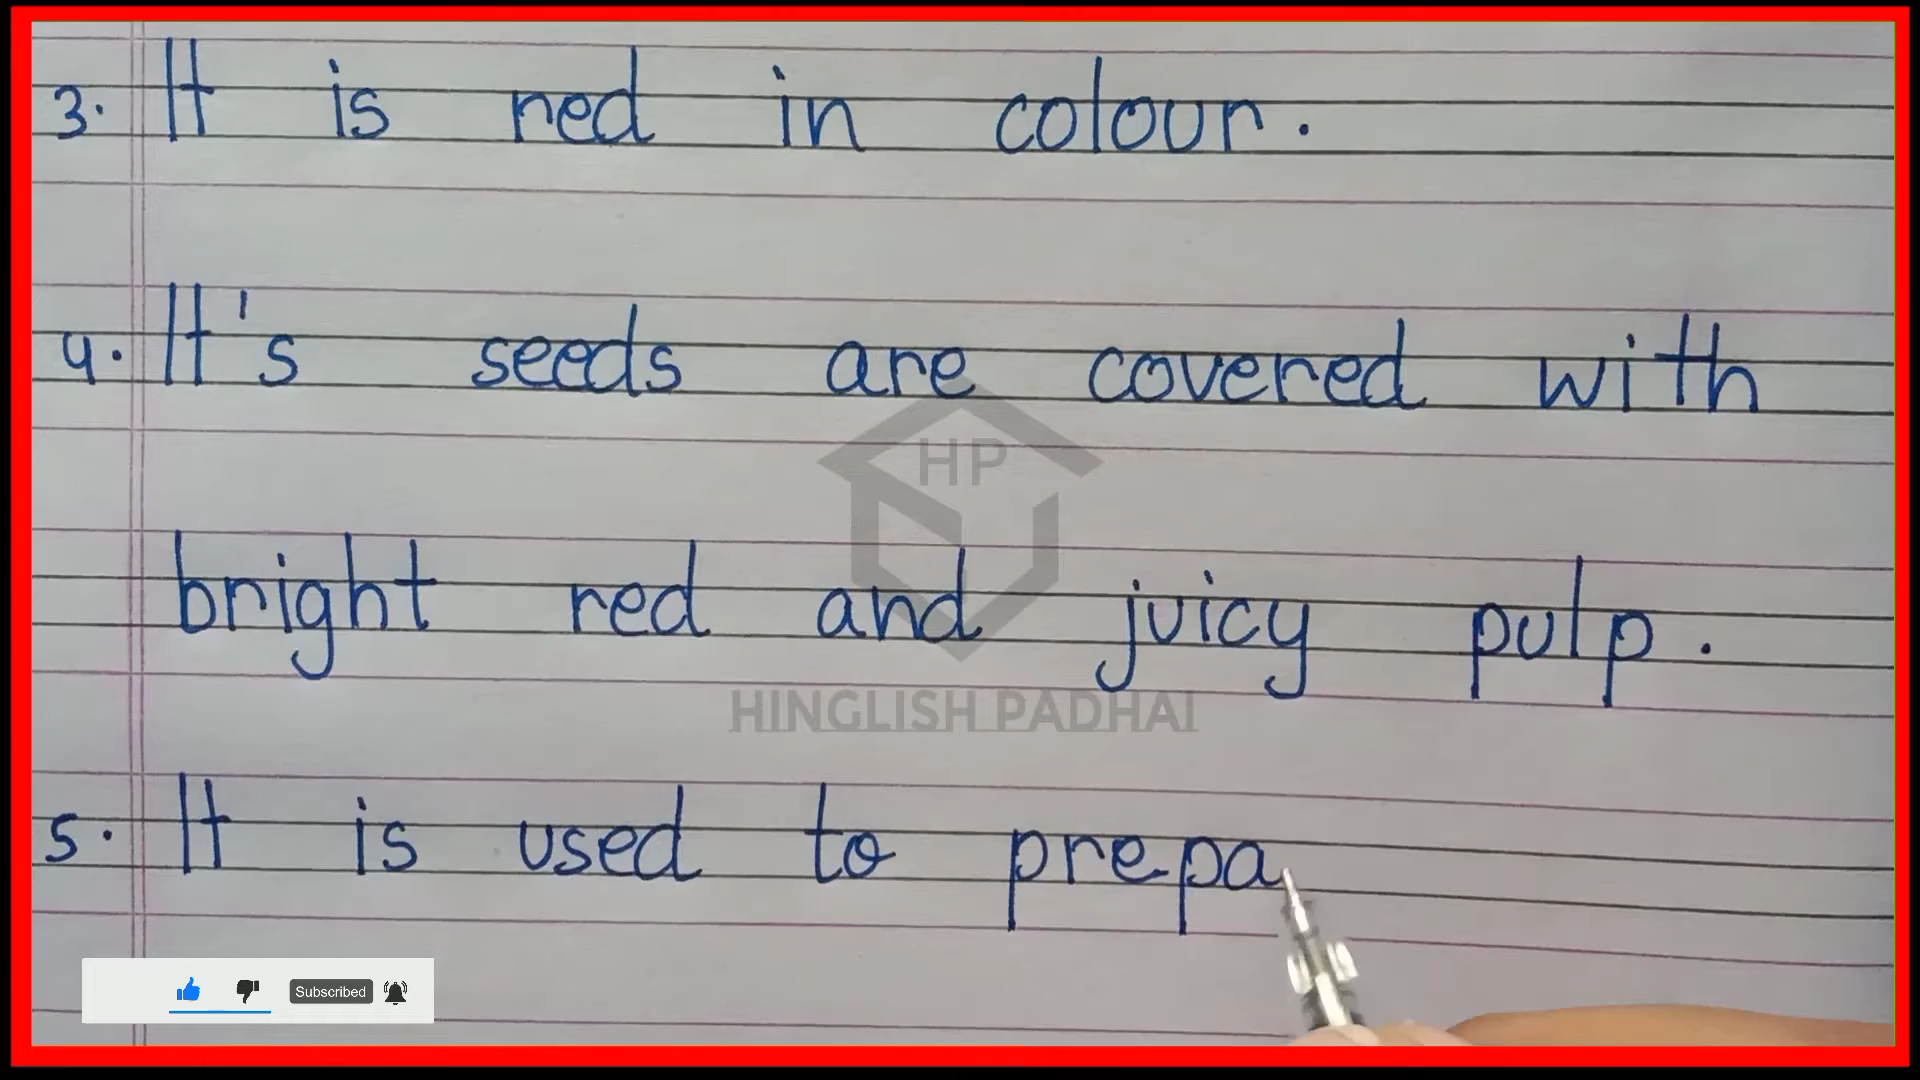 3. It is red in colour.
4. It's seeds are covered with
bright red and juicy pulp.
5. It is used to prepa
HP
HINGLISH PADHAI
Subscribed